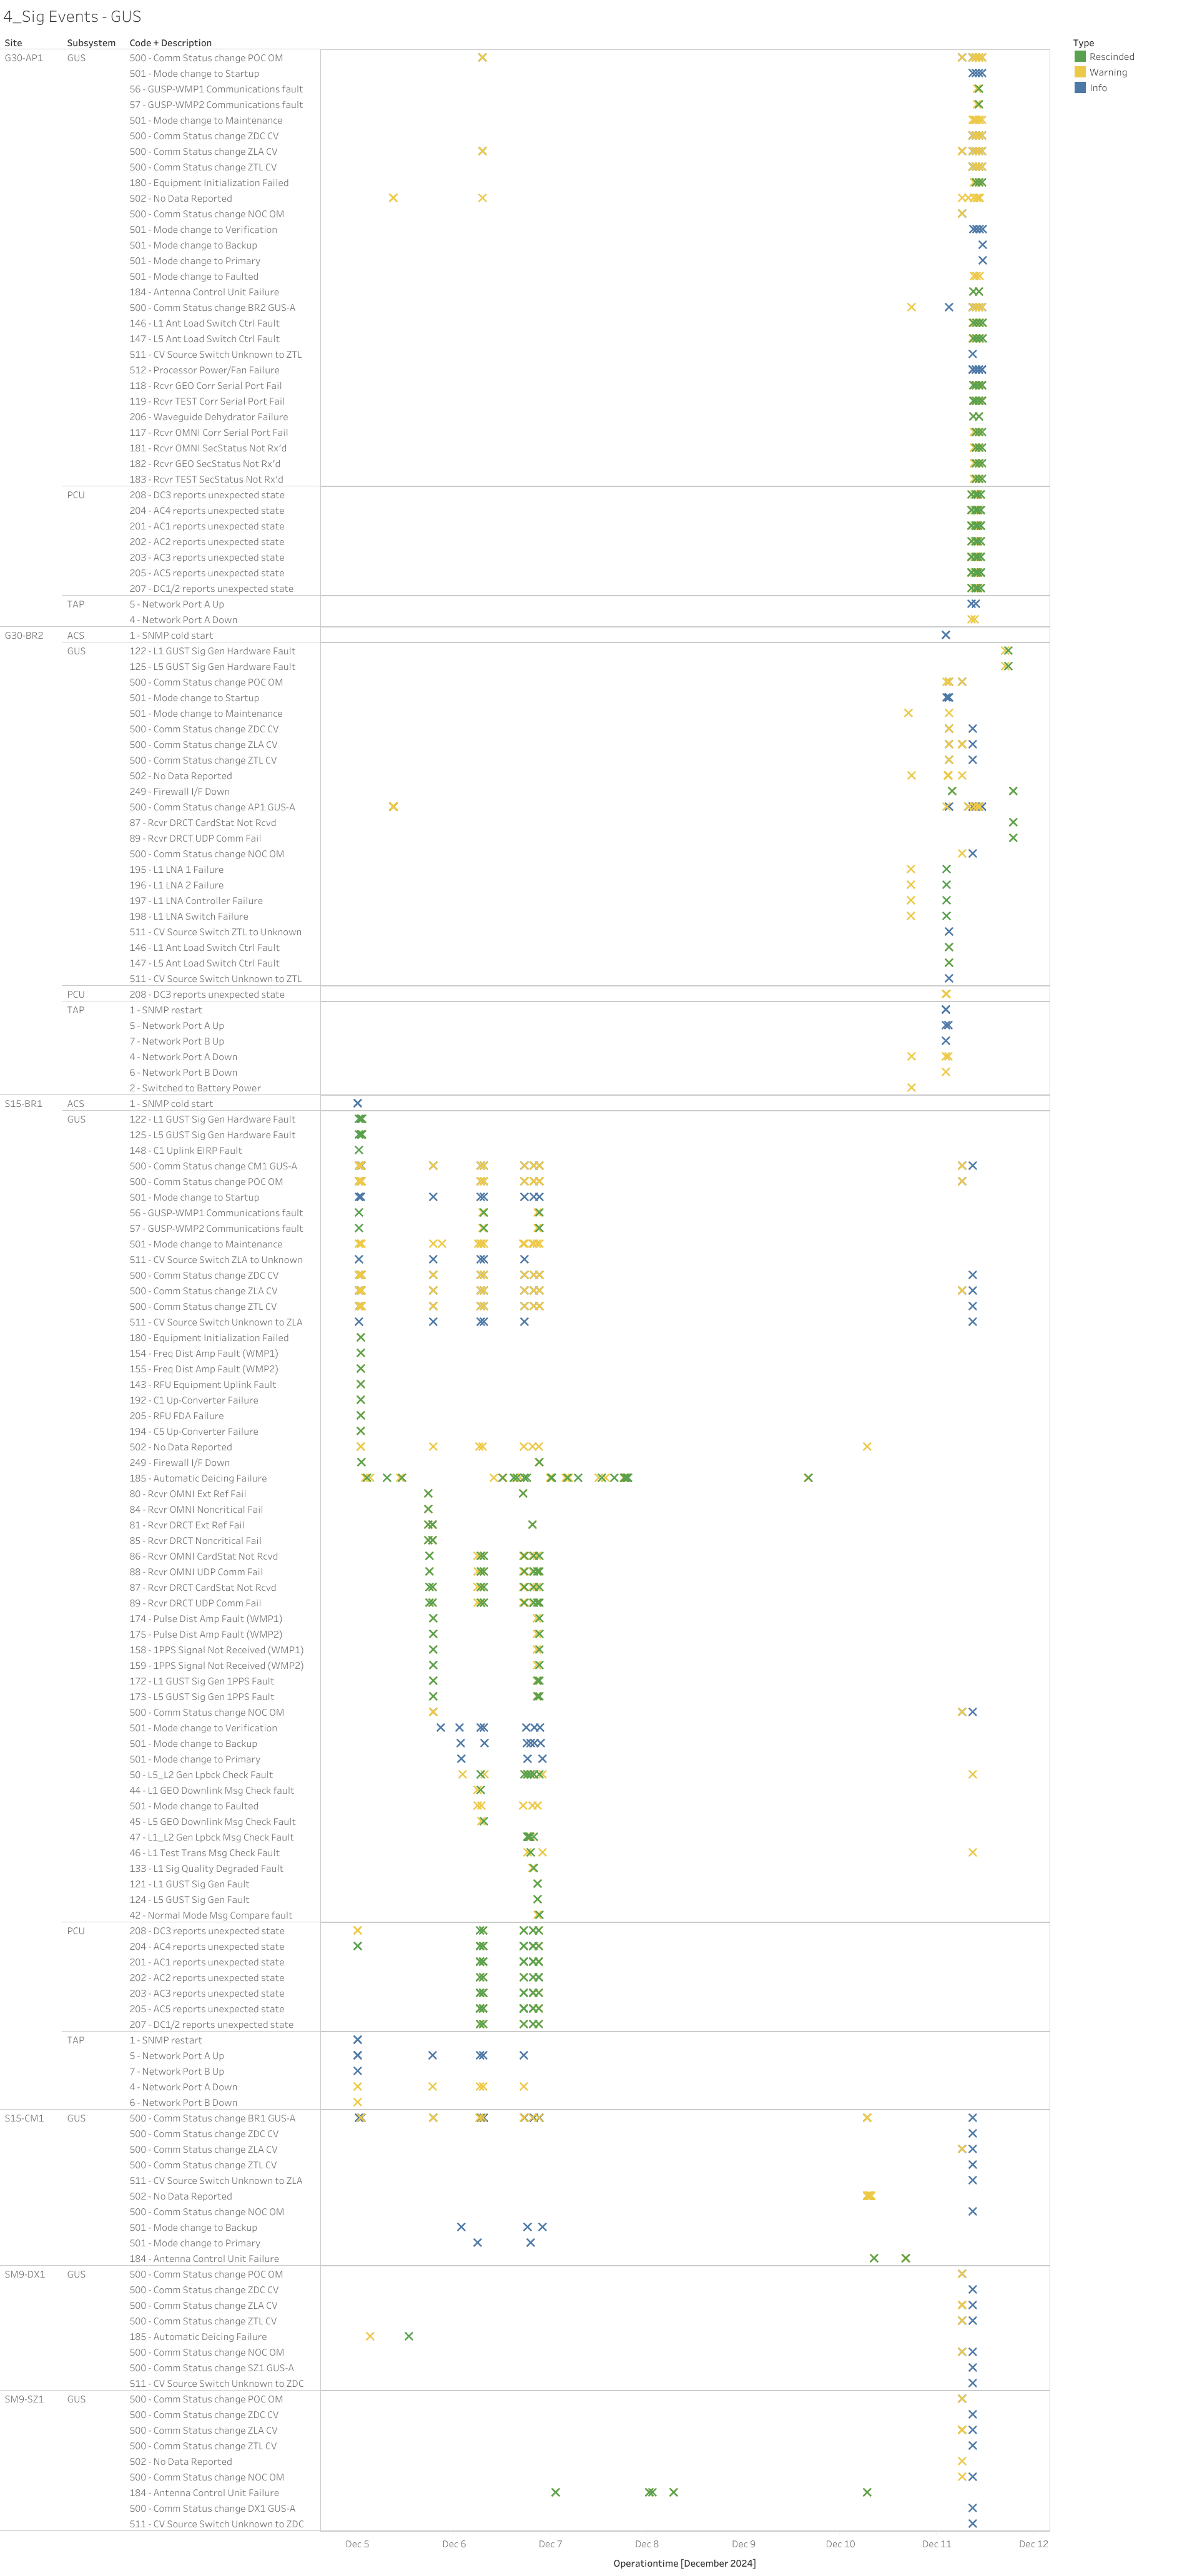 4_Sig Events - GUS
Site Subsystem Code + Description
Type
Rescinded
Warning
Info
G30-AP1 GUS 500 - Comm Status change POC OM
501 - Mode change to Startup
56 - GUSP-WMP1 Communications fault
57 - GUSP-WMP2 Communications fault
501 - Mode change to Maintenance
500 - Comm Status change ZDC CV
500 - Comm Status change ZLA CV
500 - Comm Status change ZTL CV
180 - Equipment Initialization Failed
502 - No Data Reported
500 - Comm Status change NOC OM
501 - Mode change to Verification
501 - Mode change to Backup
501 - Mode change to Primary
501 - Mode change to Faulted
184 - Antenna Control Unit Failure
500 - Comm Status change BR2 GUS-A
146 - L1 Ant Load Switch Ctrl Fault
147 - L5 Ant Load Switch Ctrl Fault
511 - CV Source Switch Unknown to ZTL
512 - Processor Power/Fan Failure
118 - Rcvr GEO Corr Serial Port Fail
119 - Rcvr TEST Corr Serial Port Fail
206 - Waveguide Dehydrator Failure
117 - Rcvr OMNI Corr Serial Port Fail
181 - Rcvr OMNI SecStatus Not Rx'd
182 - Rcvr GEO SecStatus Not Rx'd
183 - Rcvr TEST SecStatus Not Rx'd
PCU 208 - DC3 reports unexpected state
204 - AC4 reports unexpected state
201 - AC1 reports unexpected state
202 - AC2 reports unexpected state
203 - AC3 reports unexpected state
205 - AC5 reports unexpected state
207 - DC1/2 reports unexpected state
TAP 5 - Network Port A Up
4 - Network Port A Down
G30-BR2 ACS 1 - SNMP cold start
GUS 122 - L1 GUST Sig Gen Hardware Fault
125 - L5 GUST Sig Gen Hardware Fault
500 - Comm Status change POC OM
501 - Mode change to Startup
501 - Mode change to Maintenance
500 - Comm Status change ZDC CV
500 - Comm Status change ZLA CV
500 - Comm Status change ZTL CV
502 - No Data Reported
249 - Firewall I/F Down
500 - Comm Status change AP1 GUS-A
87 - Rcvr DRCT CardStat Not Rcvd
89 - Rcvr DRCT UDP Comm Fail
500 - Comm Status change NOC OM
195 - L1 LNA 1 Failure
196 - L1 LNA 2 Failure
197 - L1 LNA Controller Failure
198 - L1 LNA Switch Failure
511 - CV Source Switch ZTL to Unknown
146 - L1 Ant Load Switch Ctrl Fault
147 - L5 Ant Load Switch Ctrl Fault
511 - CV Source Switch Unknown to ZTL
PCU 208 - DC3 reports unexpected state
TAP 1 - SNMP restart
5 - Network Port A Up
7 - Network Port B Up
4 - Network Port A Down
6 - Network Port B Down
2 - Switched to Battery Power
S15-BR1 ACS 1 - SNMP cold start
GUS 122 - L1 GUST Sig Gen Hardware Fault
125 - L5 GUST Sig Gen Hardware Fault
148 - C1 Uplink EIRP Fault
500 - Comm Status change CM1 GUS-A
500 - Comm Status change POC OM
501 - Mode change to Startup
56 - GUSP-WMP1 Communications fault
57 - GUSP-WMP2 Communications fault
501 - Mode change to Maintenance
511 - CV Source Switch ZLA to Unknown
500 - Comm Status change ZDC CV
500 - Comm Status change ZLA CV
500 - Comm Status change ZTL CV
511 - CV Source Switch Unknown to ZLA
180 - Equipment Initialization Failed
154 - Freq Dist Amp Fault (WMP1)
155 - Freq Dist Amp Fault (WMP2)
143 - RFU Equipment Uplink Fault
192 - C1 Up-Converter Failure
205 - RFU FDA Failure
194 - C5 Up-Converter Failure
502 - No Data Reported
249 - Firewall I/F Down
185 - Automatic Deicing Failure
80 - Rcvr OMNI Ext Ref Fail
84 - Rcvr OMNI Noncritical Fail
81 - Rcvr DRCT Ext Ref Fail
85 - Rcvr DRCT Noncritical Fail
86 - Rcvr OMNI CardStat Not Rcvd
88 - Rcvr OMNI UDP Comm Fail
87 - Rcvr DRCT CardStat Not Rcvd
89 - Rcvr DRCT UDP Comm Fail
174 - Pulse Dist Amp Fault (WMP1)
175 - Pulse Dist Amp Fault (WMP2)
158 - 1PPS Signal Not Received (WMP1)
159 - 1PPS Signal Not Received (WMP2)
172 - L1 GUST Sig Gen 1PPS Fault
173 - L5 GUST Sig Gen 1PPS Fault
500 - Comm Status change NOC OM
501 - Mode change to Verification
501 - Mode change to Backup
501 - Mode change to Primary
50 - L5_L2 Gen Lpbck Check Fault
44 - L1 GEO Downlink Msg Check fault
501 - Mode change to Faulted
45 - L5 GEO Downlink Msg Check Fault
47 - L1_L2 Gen Lpbck Msg Check Fault
46 - L1 Test Trans Msg Check Fault
133 - L1 Sig Quality Degraded Fault
121 - L1 GUST Sig Gen Fault
124 - L5 GUST Sig Gen Fault
42 - Normal Mode Msg Compare fault
PCU 208 - DC3 reports unexpected state
204 - AC4 reports unexpected state
201 - AC1 reports unexpected state
202 - AC2 reports unexpected state
203 - AC3 reports unexpected state
205 - AC5 reports unexpected state
207 - DC1/2 reports unexpected state
TAP 1 - SNMP restart
5 - Network Port A Up
7 - Network Port B Up
4 - Network Port A Down
6 - Network Port B Down
S15-CM1 GUS 500 - Comm Status change BR1 GUS-A
500 - Comm Status change ZDC CV
500 - Comm Status change ZLA CV
500 - Comm Status change ZTL CV
511 - CV Source Switch Unknown to ZLA
502 - No Data Reported
500 - Comm Status change NOC OM
501 - Mode change to Backup
501 - Mode change to Primary
184 - Antenna Control Unit Failure
SM9-DX1 GUS 500 - Comm Status change POC OM
500 - Comm Status change ZDC CV
500 - Comm Status change ZLA CV
500 - Comm Status change ZTL CV
185 - Automatic Deicing Failure
500 - Comm Status change NOC OM
500 - Comm Status change SZ1 GUS-A
511 - CV Source Switch Unknown to ZDC
SM9-SZ1 GUS 500 - Comm Status change POC OM
500 - Comm Status change ZDC CV
500 - Comm Status change ZLA CV
500 - Comm Status change ZTL CV
502 - No Data Reported
500 - Comm Status change NOC OM
184 - Antenna Control Unit Failure
500 - Comm Status change DX1 GUS-A
511 - CV Source Switch Unknown to ZDC
Dec 5 Dec 6 Dec 7 Dec 8 Dec 9 Dec 10 Dec 11 Dec 12
Operationtime [December 2024]